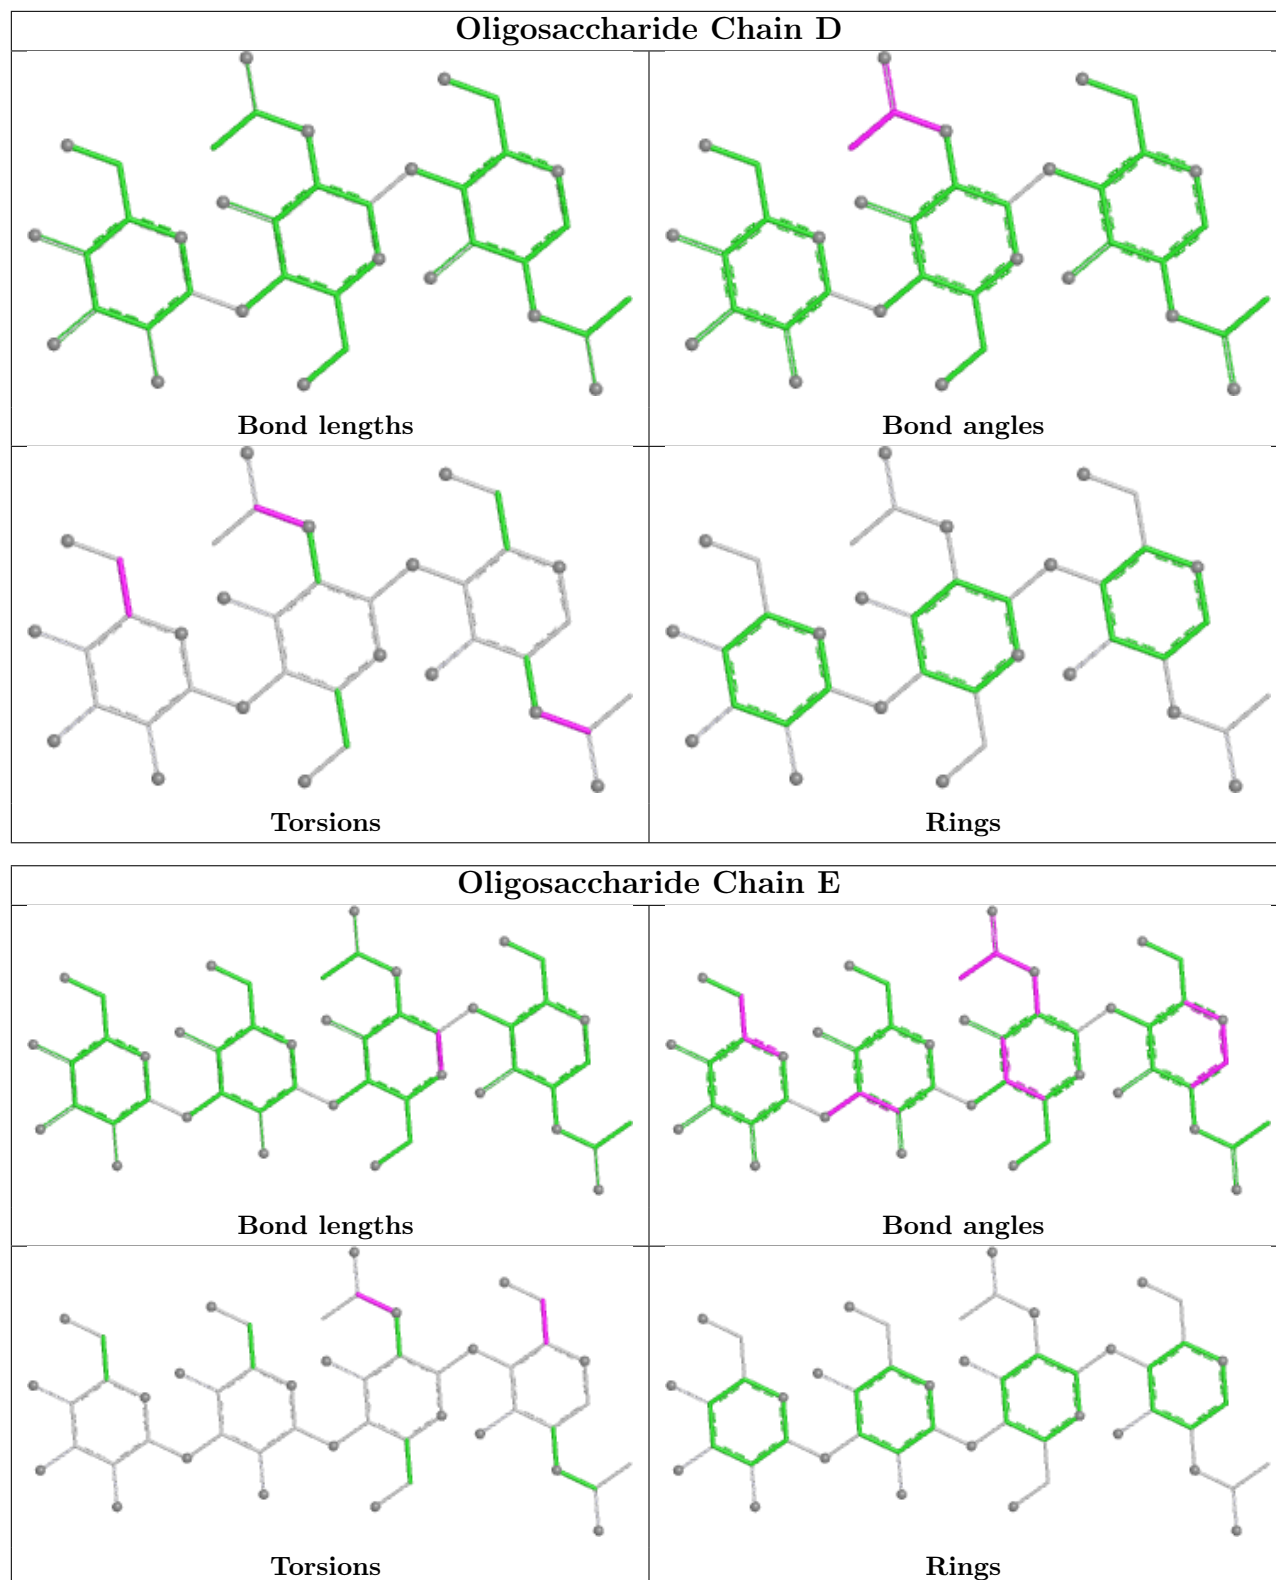 Oligosaccharide Chain D
Bond lengths
Bond angles
Torsions
Rings
Oligosaccharide Chain E
Bond lengths
Bond angles
Torsions
Rings